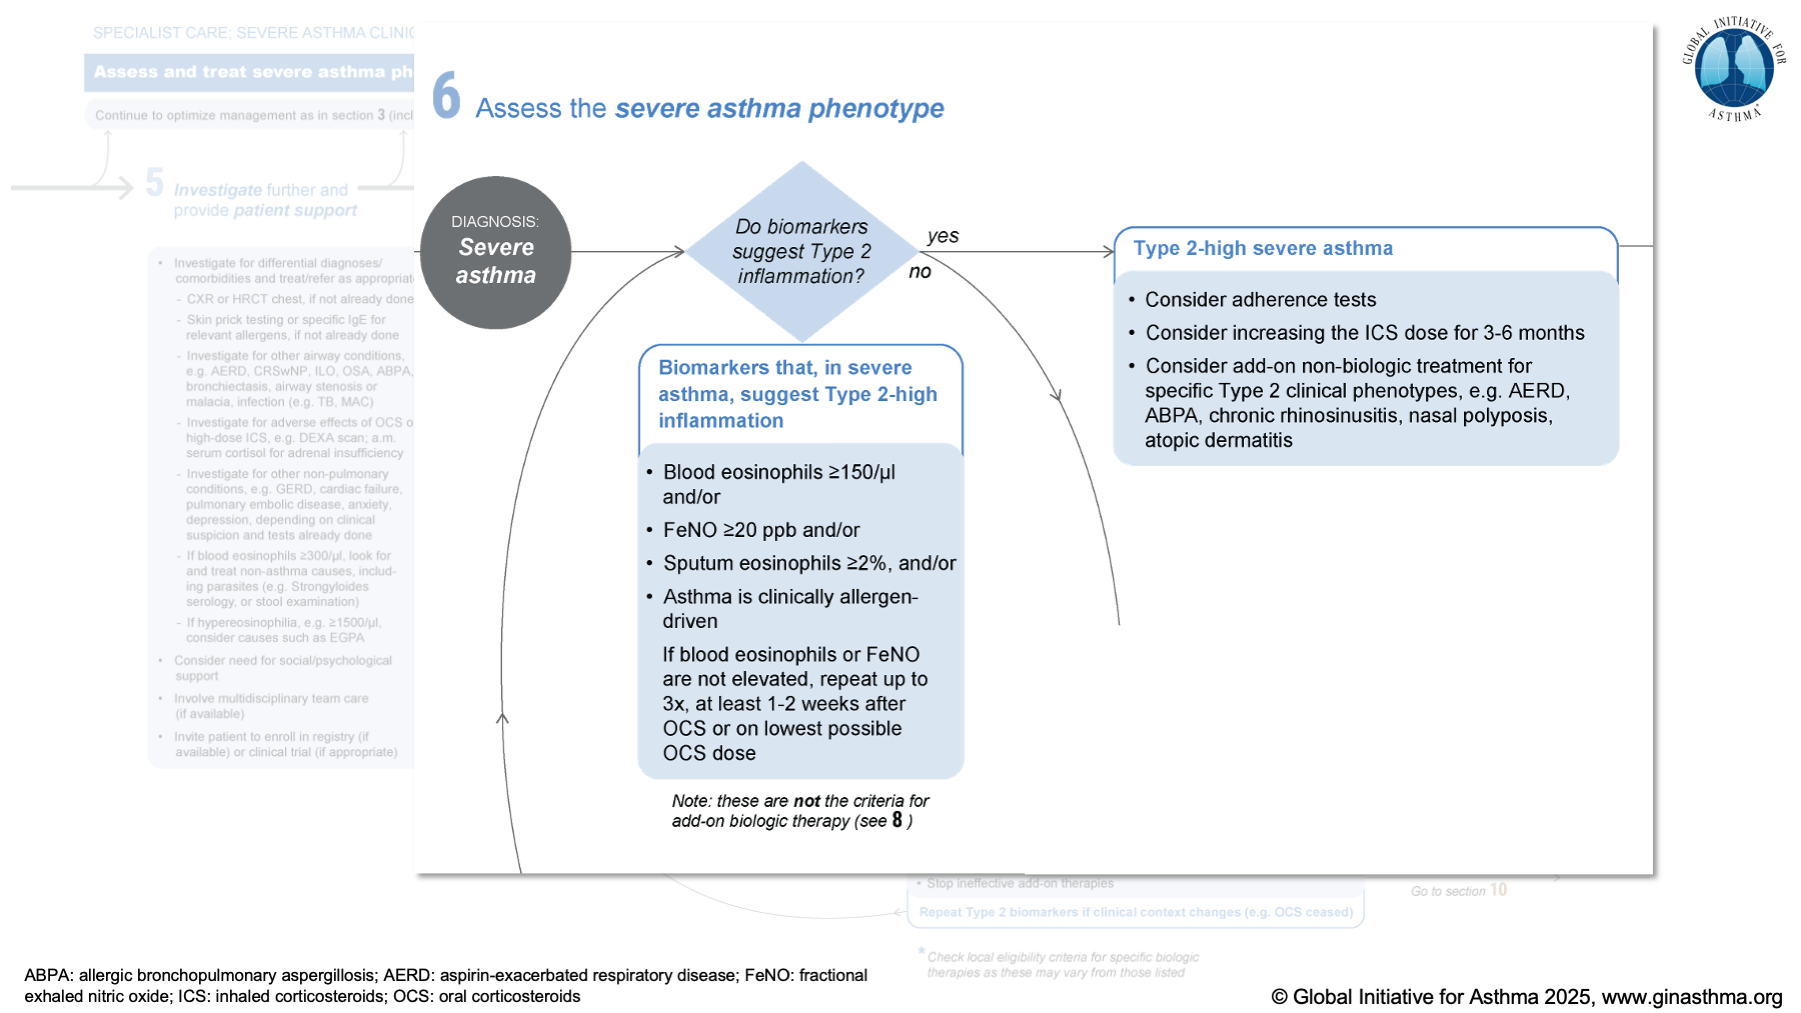 SPECIALIST CARE; SEVERE ASTHMA CLINIC
Assess and treat severe asthma ph
Continue to optimize management as in section 3 (incl
5 Investigate further and
provide patient support
• Investigate for differential diagnoses/
comorbidities and treat/refer as appropriate
- CXR or HRCT chest, if not already done
- Skin prick testing or specific IgE for
relevant allergens, if not already done
- Investigate for other airway conditions,
e.g. AERD, CRSwNP, ILO, OSA, ABPA,
bronchiectasis, airway stenosis or
malacia, infection (e.g. TB, MAC)
- Investigate for adverse effects of OCS o
high-dose ICS, e.g. DEXA scan; a.m.
serum cortisol for adrenal insufficiency
- Investigate for other non-pulmonary
conditions, e.g. GERD, cardiac failure,
pulmonary embolic disease, anxiety,
depression, depending on clinical
suspicion and tests already done
- If blood eosinophils ≥300/µl, look for
and treat non-asthma causes, includ-
ing parasites (e.g. Strongyloides
serology, or stool examination)
- If hypereosinophilia, e.g. ≥1500/µl,
consider causes such as EGPA
• Consider need for social/psychological
support
• Involve multidisciplinary team care
(if available)
• Invite patient to enroll in registry (if
available) or clinical trial (if appropriate)
6 Assess the severe asthma phenotype
DIAGNOSIS:
Severe
asthma
Do biomarkers
suggest Type 2
inflammation?
yes
no
Biomarkers that, in severe
asthma, suggest Type 2-high
inflammation
• Blood eosinophils ≥150/µl
and/or
• FeNO ≥20 ppb and/or
• Sputum eosinophils ≥2%, and/or
• Asthma is clinically allergen-
driven
If blood eosinophils or FeNO
are not elevated, repeat up to
3x, at least 1-2 weeks after
OCS or on lowest possible
OCS dose
Note: these are not the criteria for
add-on biologic therapy (see 8 )
Type 2-high severe asthma
• Consider adherence tests
• Consider increasing the ICS dose for 3-6 months
• Consider add-on non-biologic treatment for
specific Type 2 clinical phenotypes, e.g. AERD,
ABPA, chronic rhinosinusitis, nasal polyposis,
atopic dermatitis
GLOBAL INITIATIVE FOR
ASTHMA
• Stop ineffective add-on therapies
Repeat Type 2 biomarkers if clinical context changes (e.g. OCS ceased)
Go to section 10
* Check local eligibility criteria for specific biologic
therapies as these may vary from those listed
ABPA: allergic bronchopulmonary aspergillosis; AERD: aspirin-exacerbated respiratory disease; FeNO: fractional
exhaled nitric oxide; ICS: inhaled corticosteroids; OCS: oral corticosteroids
© Global Initiative for Asthma 2025, www.ginasthma.org